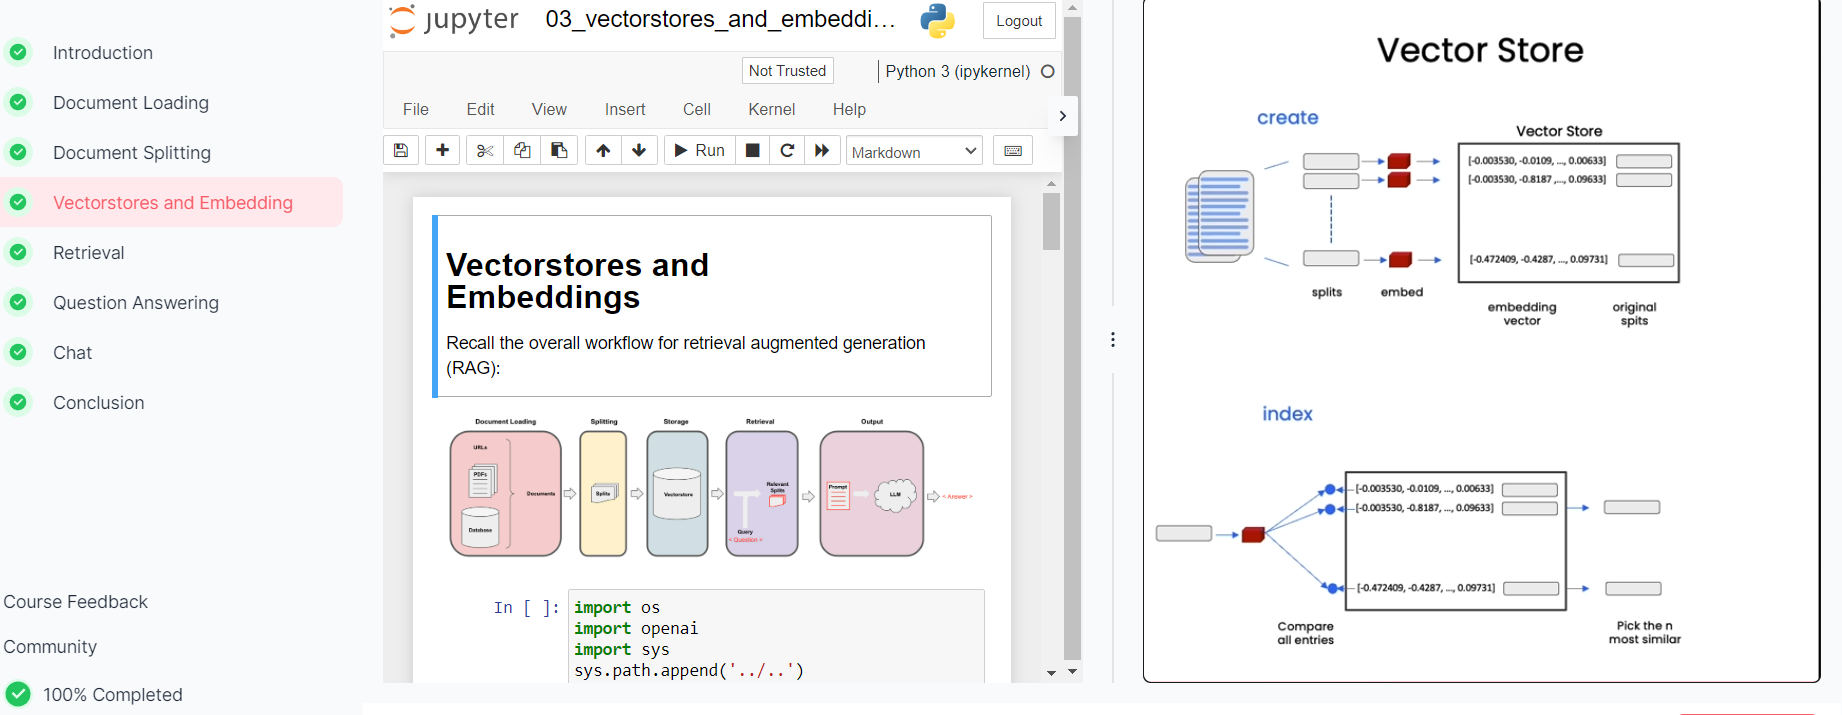 Introduction
Document Loading
Document Splitting
Vectorstores and Embedding
Retrieval
Question Answering
Chat
Conclusion
Course Feedback
Community
100% Completed
jupyter
03_vectorstores_and_embeddi...
Logout
Not Trusted
Python 3 (ipykernel)
File Edit View Insert Cell Kernel Help
Run
Markdown
Vectorstores and
Embeddings
Recall the overall workflow for retrieval augmented generation
(RAG):
Document Loading
Splitting
Storage
Retrieval
Output
URLs
PDFs
Documents
Database
Splits
Vectorstore
Relevant
Splits
Query
< Question >
Prompt
LLM
< Answer >
In [ ]:
import os
import openai
import sys
sys.path.append('../..')
Vector Store
create
Vector Store
[-0.003530, -0.0109, ..., 0.00633]
[-0.003530, -0.8187 ,..., 0.09633]
[-0.472409, -0.4287, ..., 0.09731]
splits
embed
embedding
vector
original
spits
index
[-0.003530, -0.0109, ..., 0.00633]
[-0.003530, -0.8187, ..., 0.09633]
[-0.472409, -0.4287, ..., 0.09731]
Compare
all entries
Pick the n
most similar